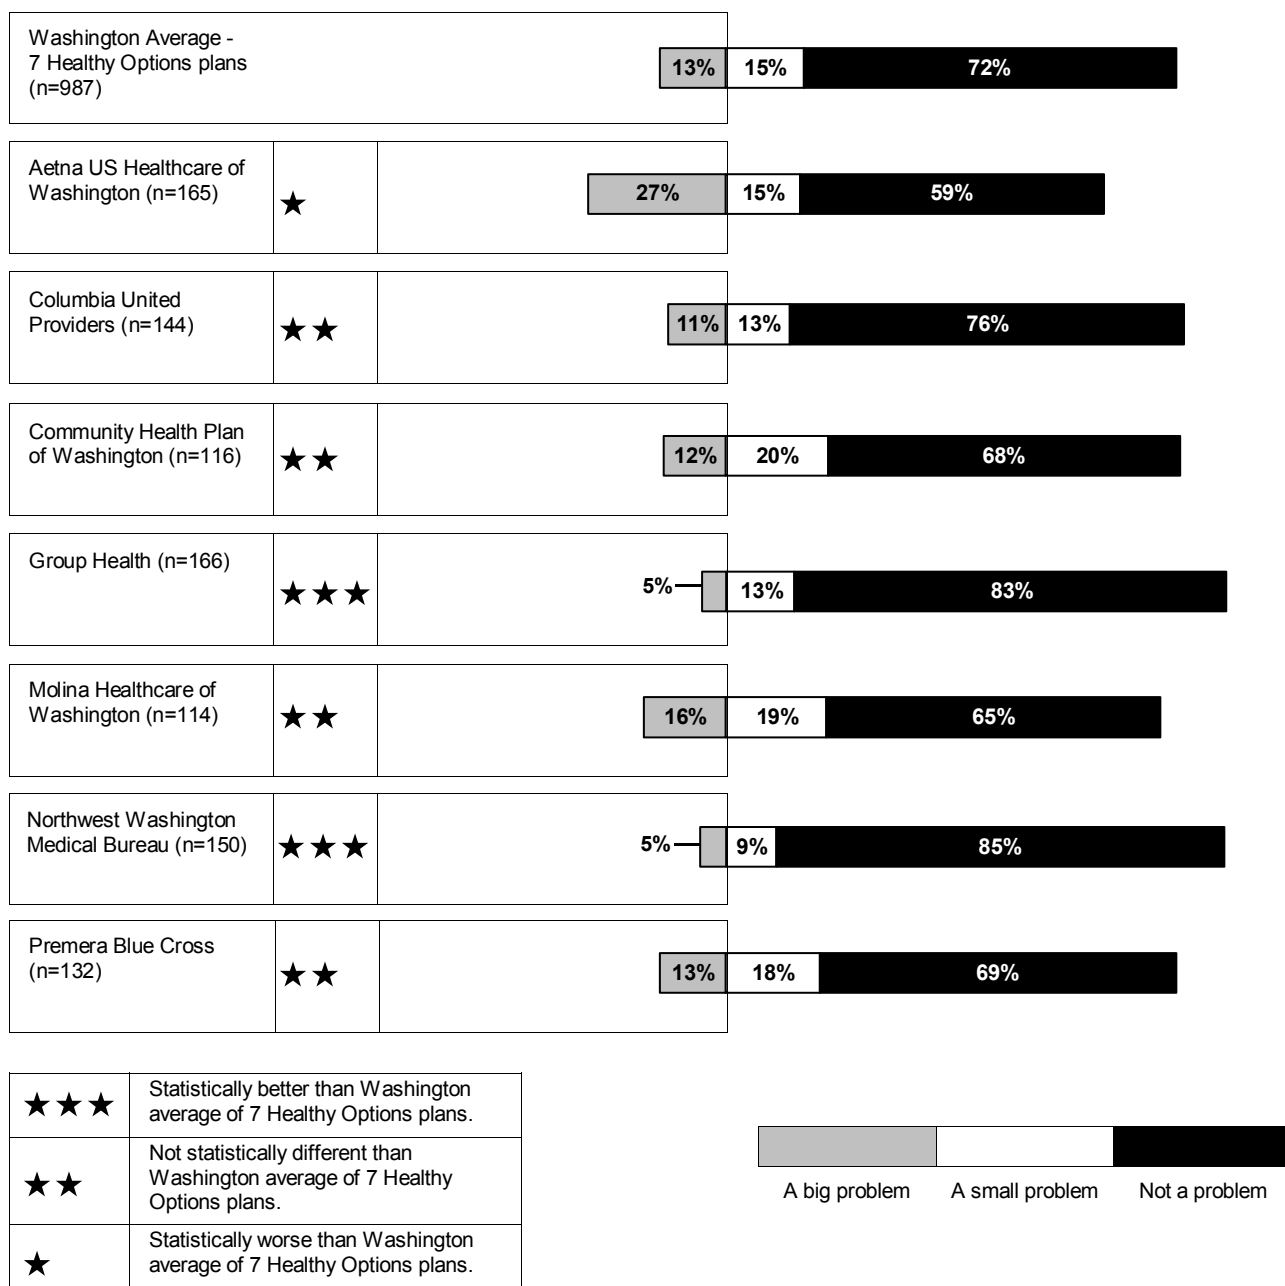 Washington Average -
7 Healthy Options plans
(n=987)
13% 15% 72%
Aetna US Healthcare of
Washington (n=165)
★
27% 15% 59%
Columbia United
Providers (n=144)
★★
11% 13% 76%
Community Health Plan
of Washington (n=116)
★★
12% 20% 68%
Group Health (n=166)
★★★
5% 13% 83%
Molina Healthcare of
Washington (n=114)
★★
16% 19% 65%
Northwest Washington
Medical Bureau (n=150)
★★★
5% 9% 85%
Premera Blue Cross
(n=132)
★★
13% 18% 69%
★★★
Statistically better than Washington
average of 7 Healthy Options plans.
★★
Not statistically different than
Washington average of 7 Healthy
Options plans.
★
Statistically worse than Washington
average of 7 Healthy Options plans.
A big problem A small problem Not a problem